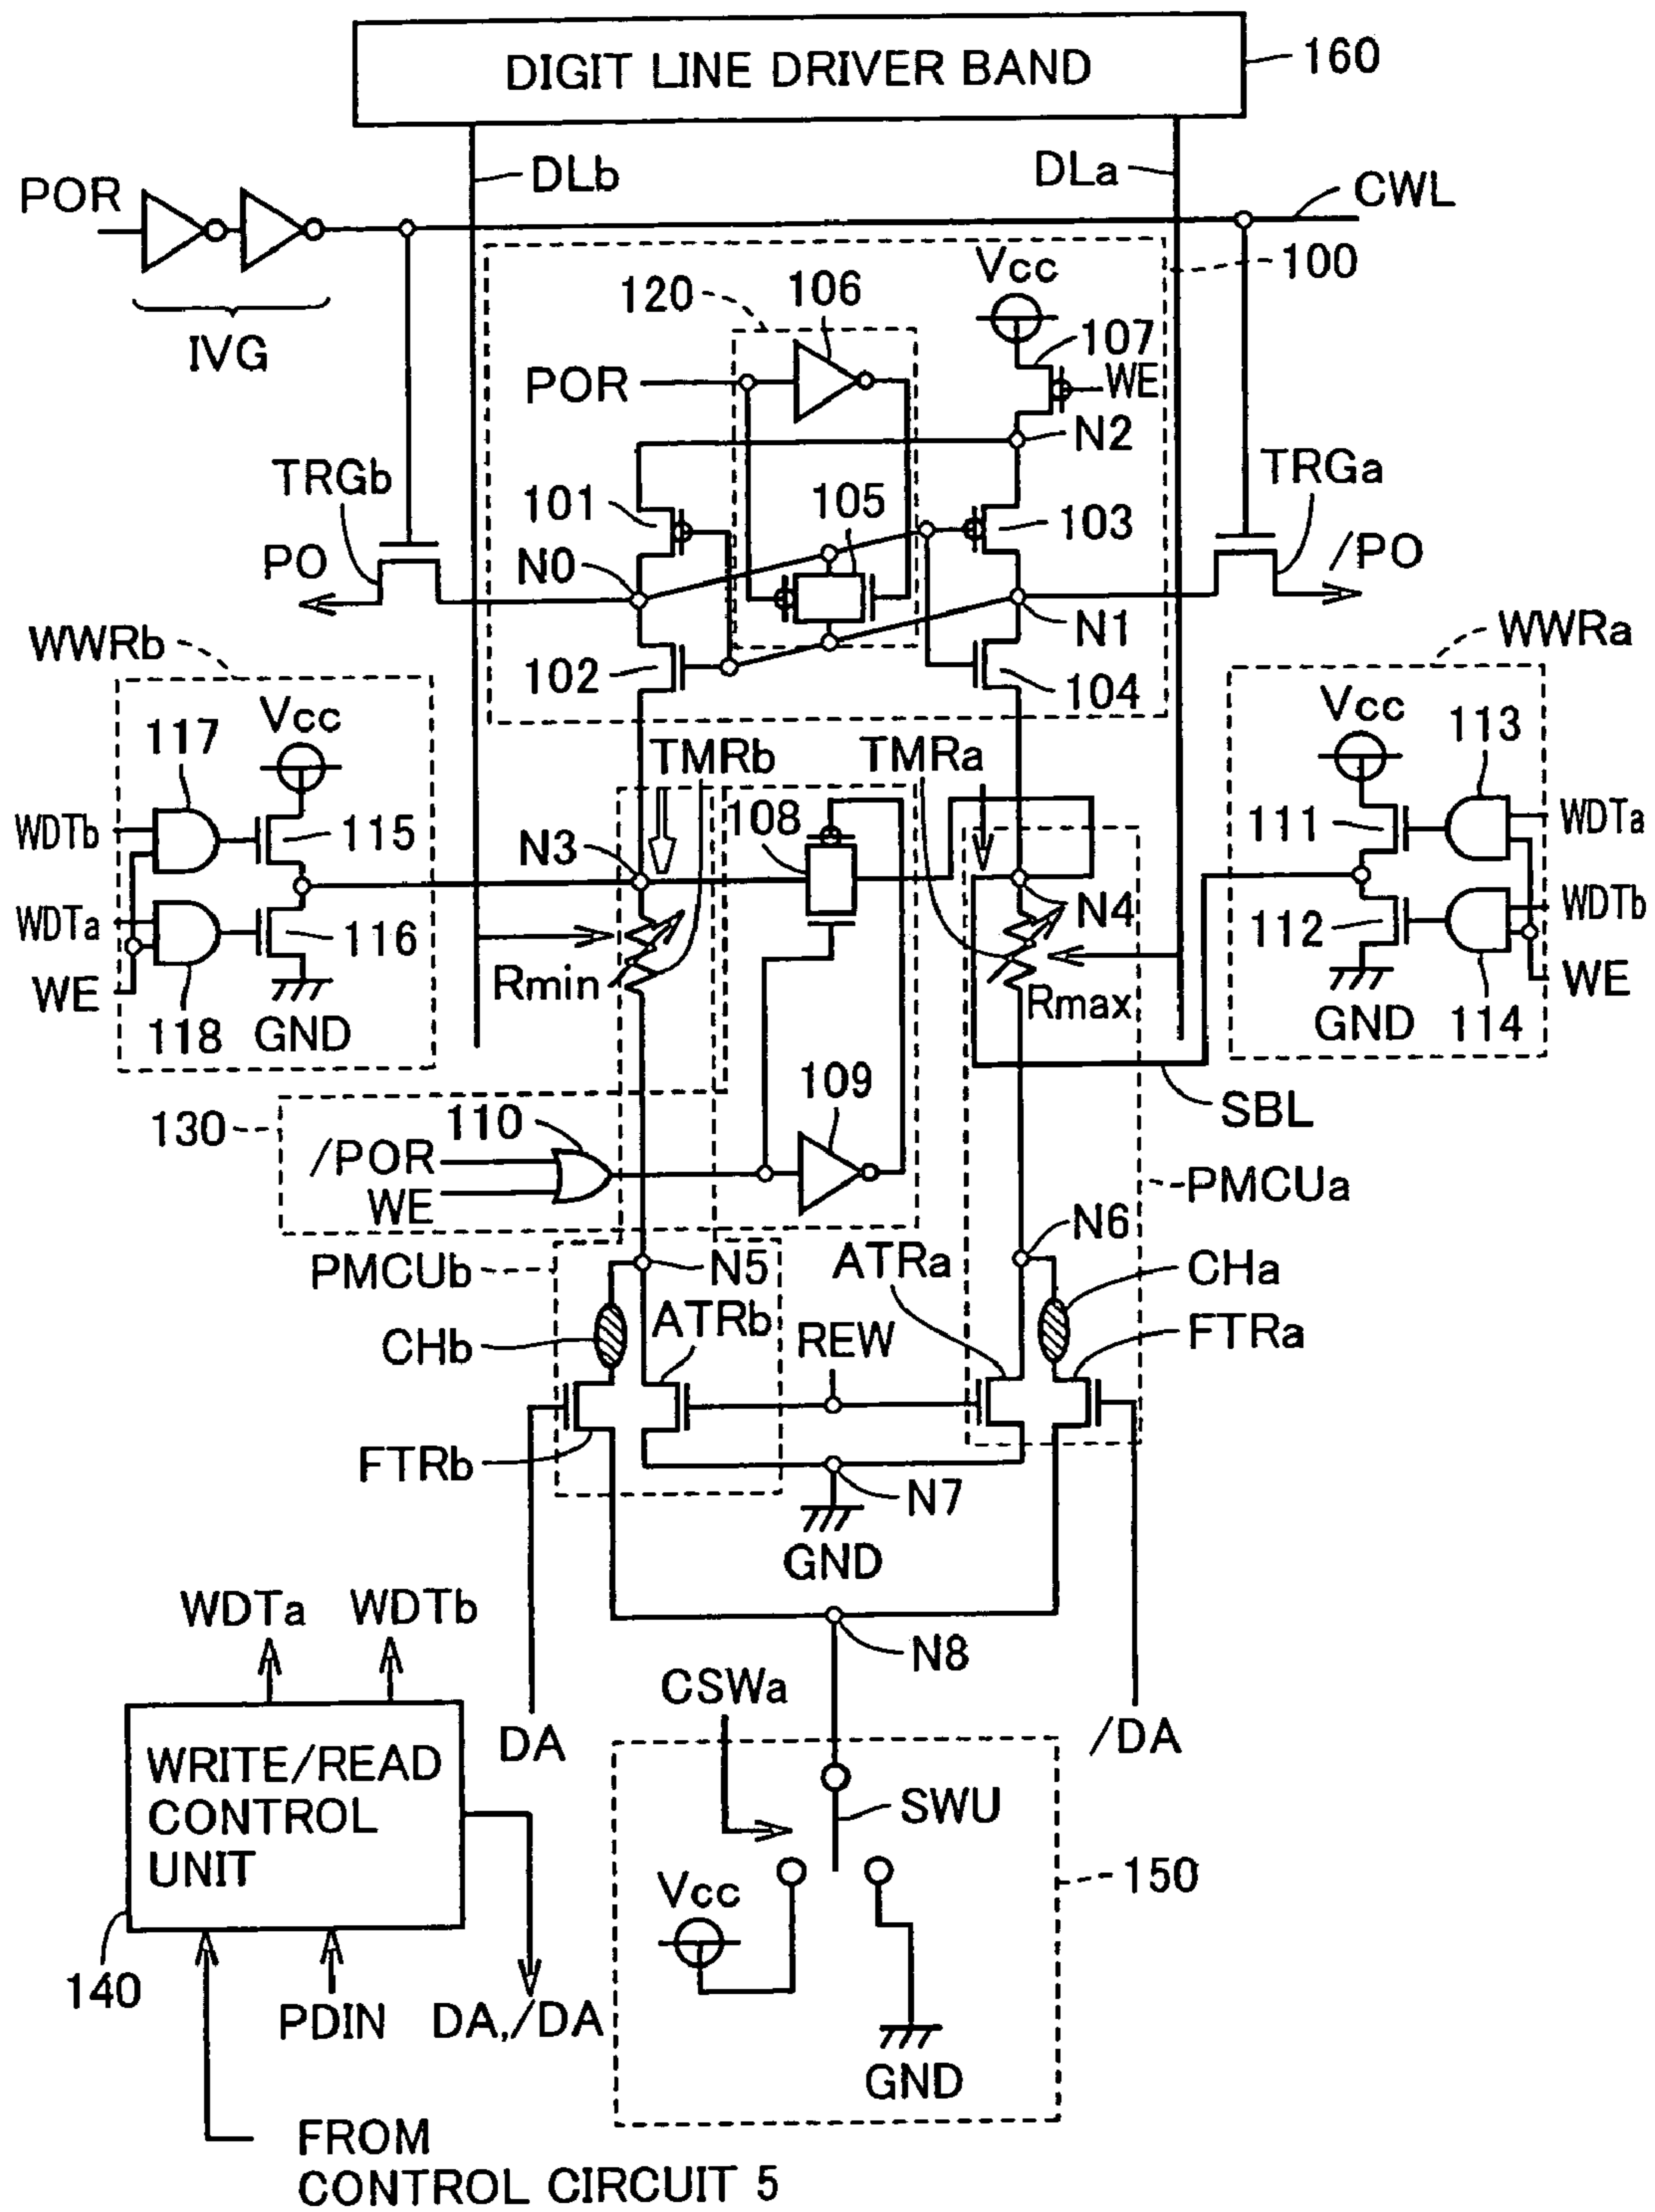 DIGIT LINE DRIVER BAND
160
DLb
DLa
POR
CWL
IVG
100
Vcc
120
106
107
POR
WE
N2
TRGb
TRGa
101
105
103
PO
/PO
N0
N1
WWRb
WWRa
102
104
Vcc
Vcc
117
113
TMRb
TMRa
WDTb
115
108
111
WDTa
N3
N4
WDTa
116
112
WDTb
Rmin
Rmax
WE
WE
118
GND
GND
114
109
SBL
130
110
/POR
WE
PMCUa
N6
PMCUb
N5
ATRa
CHa
ATRb
CHb
REW
FTRa
FTRb
N7
GND
WDTa
WDTb
N8
CSWa
DA
/DA
WRITE/READ
CONTROL
UNIT
SWU
150
Vcc
140
PDIN
DA,/DA
GND
FROM
CONTROL CIRCUIT 5